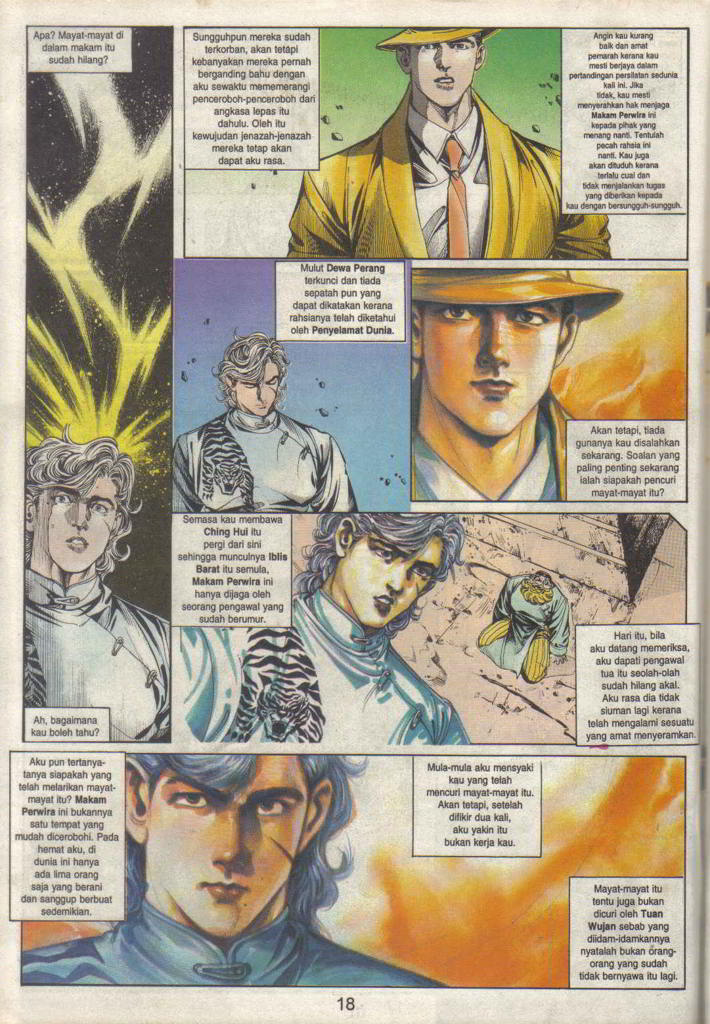 Apa? Mayat-mayat di
dalam makam itu
sudah hilang?
Ah, bagaimana
kau boleh tahu?
Sungguhpun mereka sudah
terkorban, akan tetapi
kebanyakan mereka pernah
berganding bahu dengan
aku sewaktu mememerangi
penceroboh-penceroboh dari
angkasa lepas itu
dahulu. Oleh itu
kewujudan jenazah-jenazah
mereka tetap akan
dapat aku rasa.
Angin kau kurang
baik dan amat
pemarah kerana kau
mesti berjaya dalam
pertandingan persilatan sedunia
kali ini. Jika
tidak, kau mesti
menyerahkan hak menjaga
Makam Perwira ini
kepada pihak yang
menang nanti. Tentulah
pecah rahsia ini
nanti. Kau juga
akan dituduh kerana
terlalu cuai dan
tidak menjalankan tugas
yang diberikan kepada
kau dengan bersungguh-sungguh.
Mulut Dewa Perang
terkunci dan tiada
sepatah pun yang
dapat dikatakan kerana
rahsianya telah diketahui
oleh Penyelamat Dunia.
Akan tetapi, tiada
gunanya kau disalahkan
sekarang. Soalan yang
paling penting sekarang
ialah siapakah pencuri
mayat-mayat itu?
Semasa kau membawa
Ching Hui itu
pergi dari sini
sehingga munculnya Iblis
Barat itu semula,
Makam Perwira ini
hanya dijaga oleh
seorang pengawal yang
sudah berumur.
Hari itu, bila
aku datang memeriksa,
aku dapati pengawal
tua itu seolah-olah
sudah hilang akal.
Aku rasa dia tidak
siuman lagi kerana
telah mengalami sesuatu
yang amat menyeramkan.
Aku pun tertanya-
tanya siapakah yang
telah melarikan mayat-
mayat itu? Makam
Perwira ini bukannya
satu tempat yang
mudah dicerobohi. Pada
hemat aku, di
dunia ini hanya
ada lima orang
saja yang berani
dan sanggup berbuat
sedemikian.
Mula-mula aku mensyaki
kau yang telah
mencuri mayat-mayat itu.
Akan tetapi, setelah
difikir dua kali,
aku yakin itu
bukan kerja kau.
Mayat-mayat itu
tentu juga bukan
dicuri oleh Tuan
Wujan sebab yang
diidam-idamkannya
nyatalah bukan orang-
orang yang sudah
tidak bernyawa itu lagi.
18